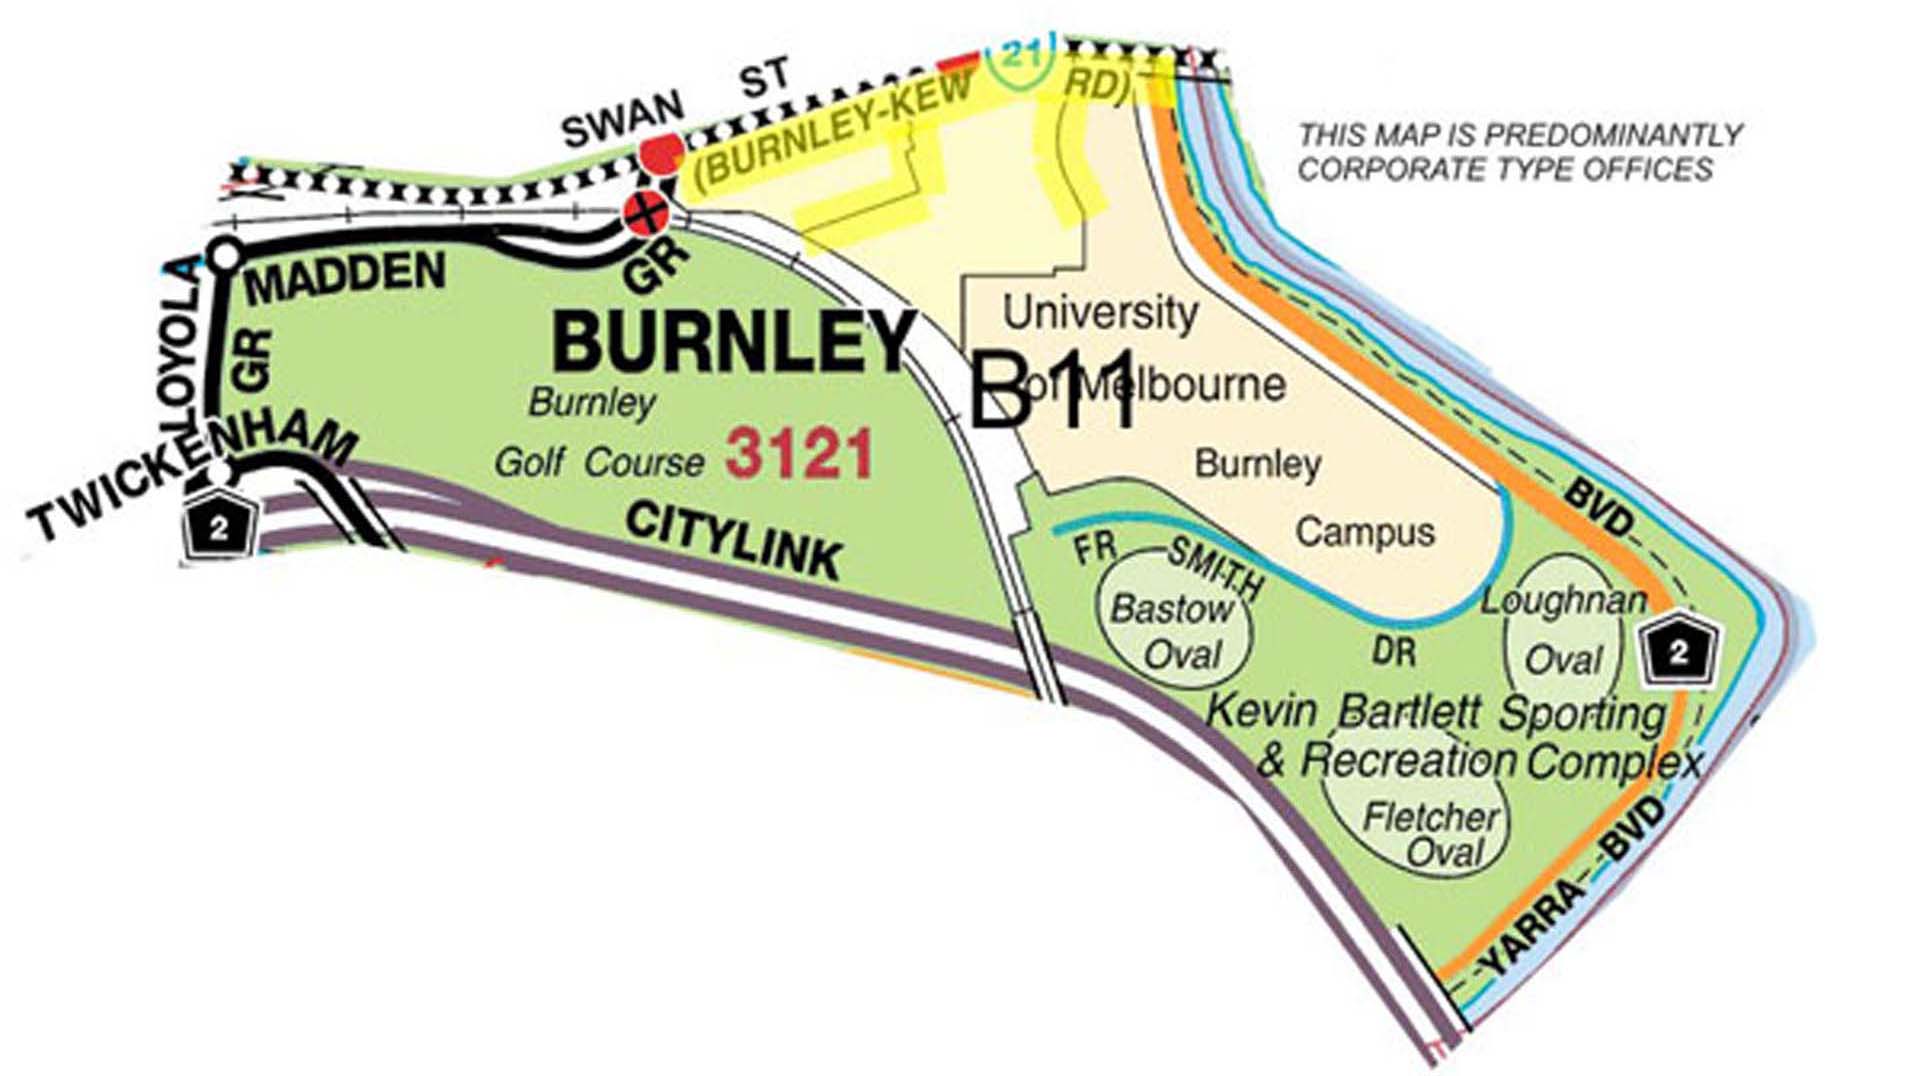 SWAN ST
(BURNLEY-KEW RD)
21
THIS MAP IS PREDOMINANTLY
CORPORATE TYPE OFFICES
LOYOLA
GR
MADDEN
GR
BURNLEY
Burnley
Golf Course
3121
University
of Melbourne
Burnley
Campus
B11
TWICKENHAM
2
CITYLINK
BVD
FR SMITH
DR
Bastow
Oval
Loughnan
Oval
2
Kevin Bartlett Sporting
& Recreation Complex
Fletcher
Oval
YARRA BVD